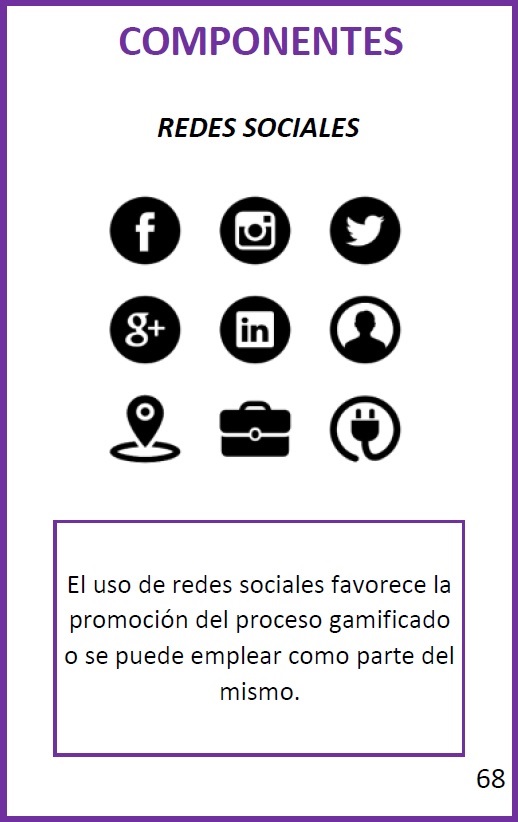 COMPONENTES
REDES SOCIALES
f
g+
in
El uso de redes sociales favorece la
promoción del proceso gamificado
o se puede emplear como parte del
mismo.
68